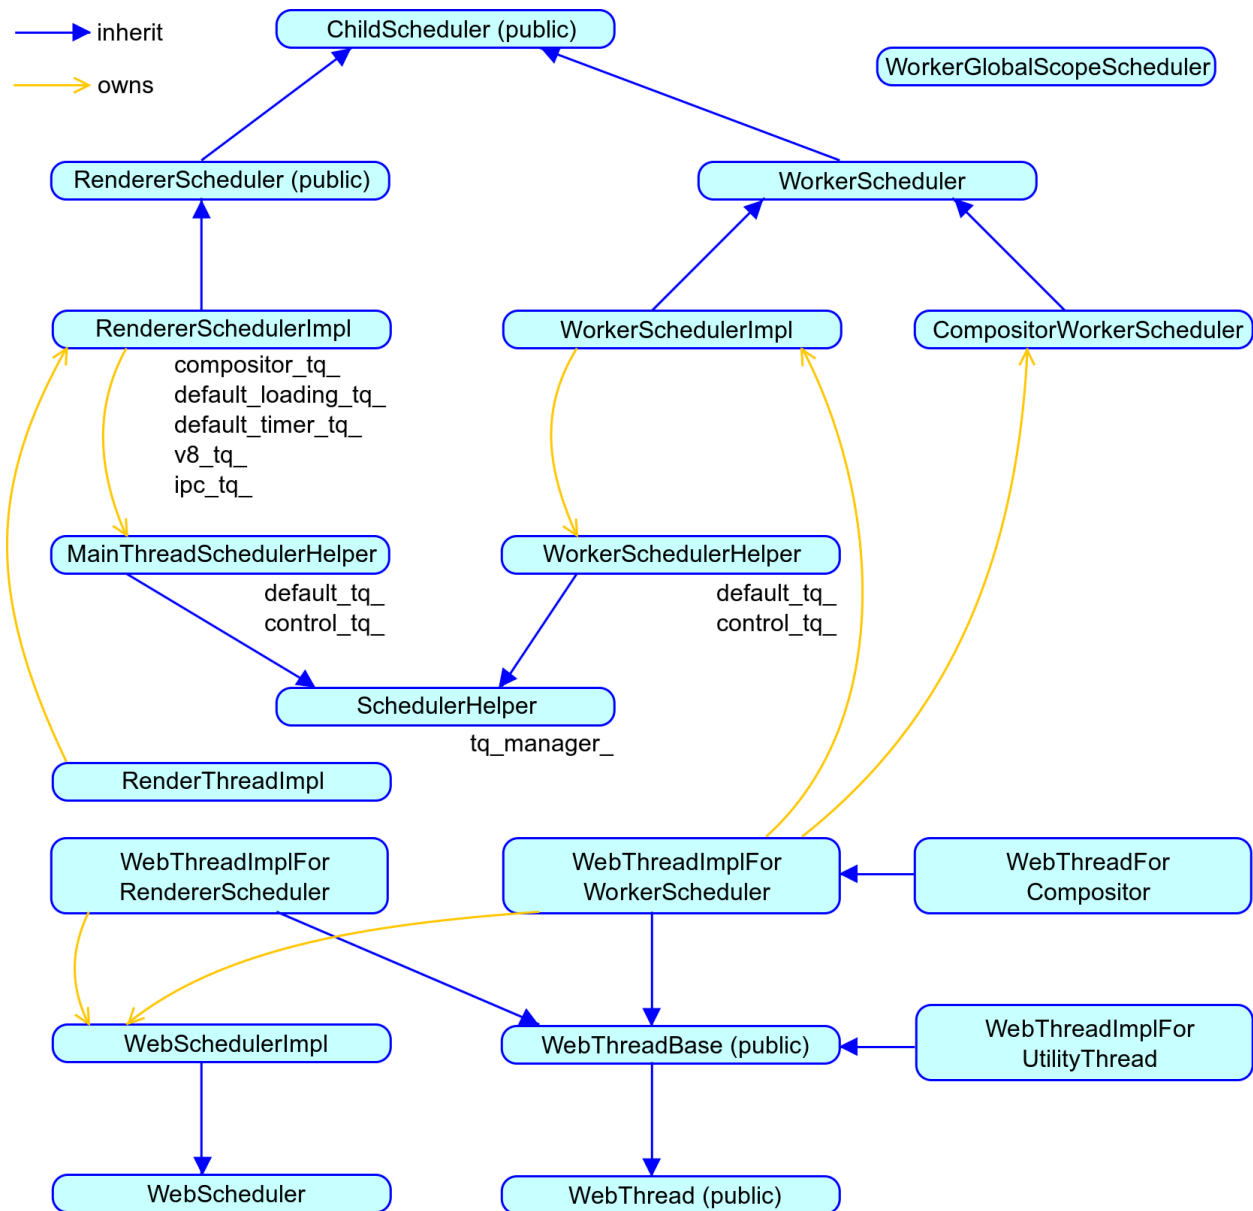 inherit
owns
ChildScheduler (public)
WorkerGlobalScopeScheduler
RendererScheduler (public)
WorkerScheduler
RendererSchedulerImpl
WorkerSchedulerImpl
CompositorWorkerScheduler
compositor_tq_
default_loading_tq_
default_timer_tq_
v8_tq_
ipc_tq_
MainThreadSchedulerHelper
WorkerSchedulerHelper
default_tq_
control_tq_
default_tq_
control_tq_
SchedulerHelper
tq_manager_
RenderThreadImpl
WebThreadImplFor
RendererScheduler
WebThreadImplFor
WorkerScheduler
WebThreadFor
Compositor
WebSchedulerImpl
WebThreadBase (public)
WebThreadImplFor
UtilityThread
WebScheduler
WebThread (public)